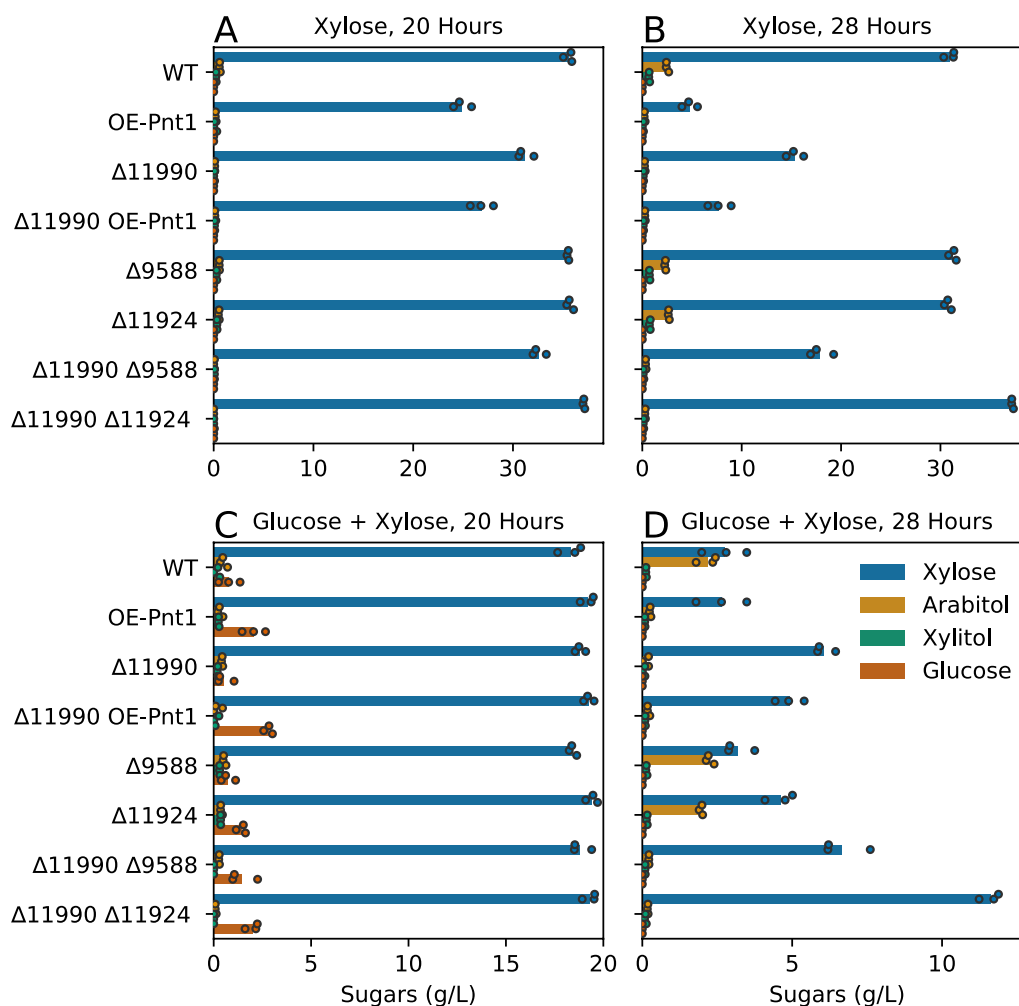 A Xylose, 20 Hours
B Xylose, 28 Hours
WT
OE-Pnt1
Δ11990
Δ11990 OE-Pnt1
Δ9588
Δ11924
Δ11990 Δ9588
Δ11990 Δ11924
0 10 20 30
0 10 20 30
C Glucose + Xylose, 20 Hours
D Glucose + Xylose, 28 Hours
WT
OE-Pnt1
Δ11990
Δ11990 OE-Pnt1
Δ9588
Δ11924
Δ11990 Δ9588
Δ11990 Δ11924
Xylose
Arabitol
Xylitol
Glucose
0 5 10 15 20
0 5 10
Sugars (g/L)
Sugars (g/L)